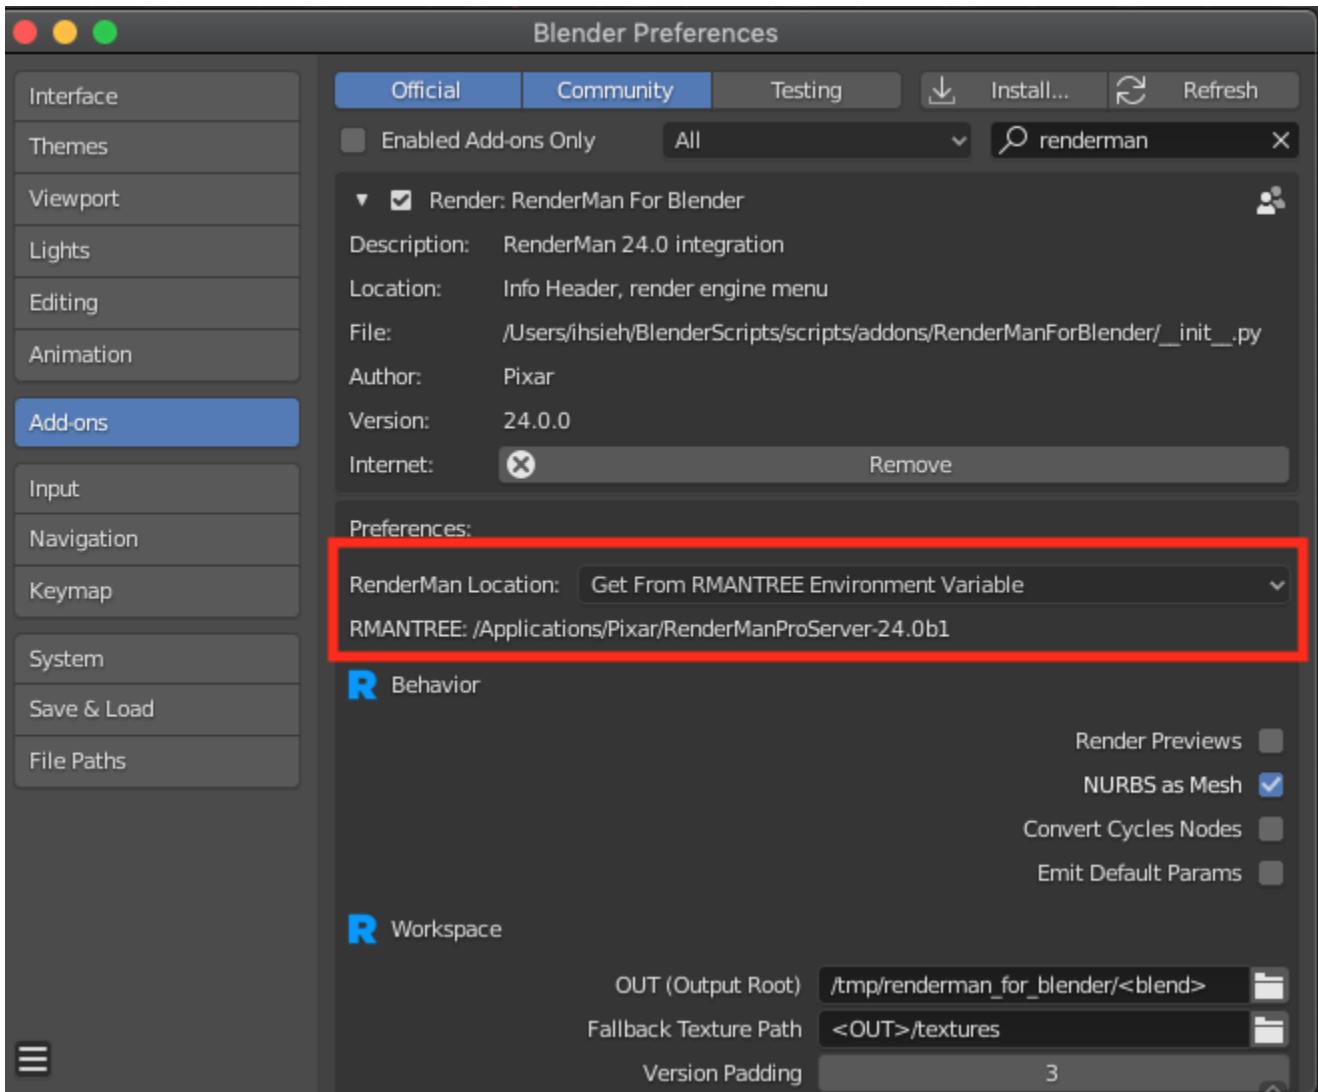 Blender Preferences
Interface
Themes
Viewport
Lights
Editing
Animation
Add-ons
Input
Navigation
Keymap
System
Save & Load
File Paths
Official Community Testing Install... Refresh
Enabled Add-ons Only All renderman
Render: RenderMan For Blender
Description: RenderMan 24.0 integration
Location: Info Header, render engine menu
File: /Users/ihsieh/BlenderScripts/scripts/addons/RenderManForBlender/__init__.py
Author: Pixar
Version: 24.0.0
Internet: Remove
Preferences:
RenderMan Location: Get From RMANTREE Environment Variable
RMANTREE: /Applications/Pixar/RenderManProServer-24.0b1
R Behavior
Render Previews
NURBS as Mesh
Convert Cycles Nodes
Emit Default Params
R Workspace
OUT (Output Root) /tmp/renderman_for_blender/<blend>
Fallback Texture Path <OUT>/textures
Version Padding 3